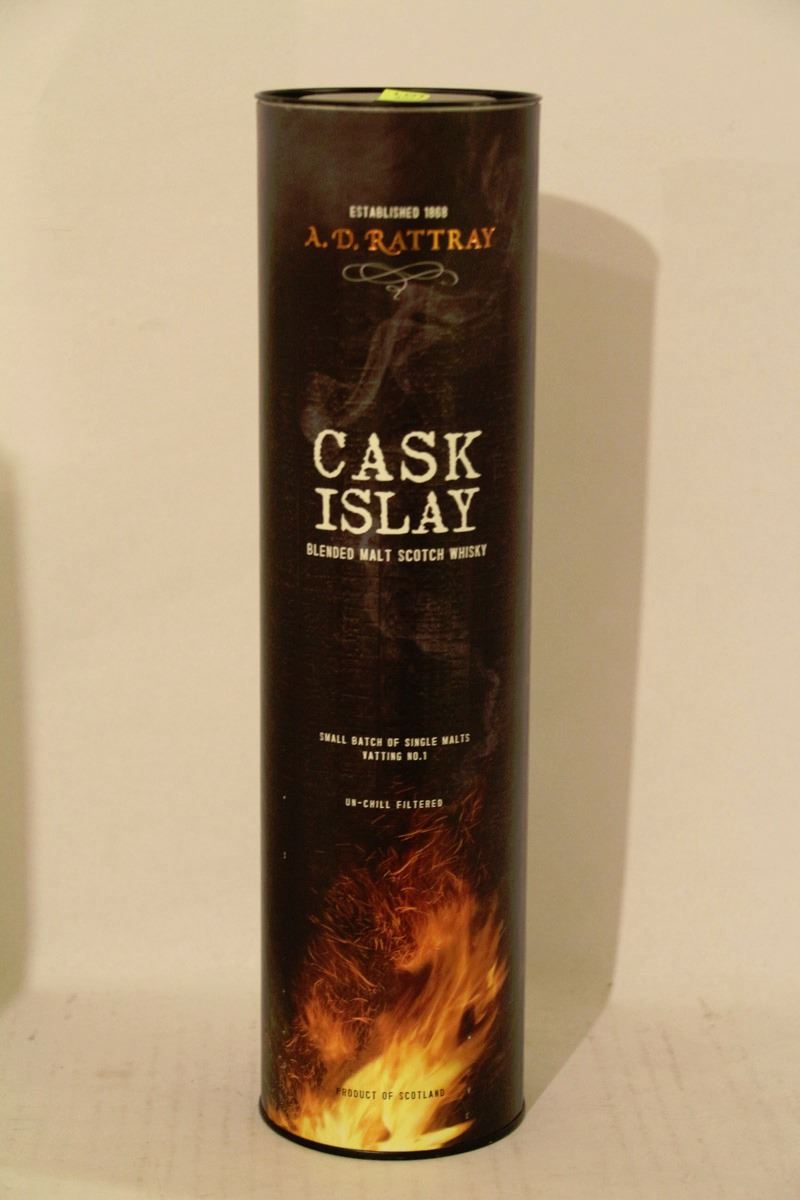 ESTABLISHED 1868
A. D. RATTRAY
CASK
ISLAY
BLENDED MALT SCOTCH WHISKY
SMALL BATCH OF SINGLE MALTS
VATTING NO.1
UN-CHILL FILTERED
PRODUCT OF SCOTLAND